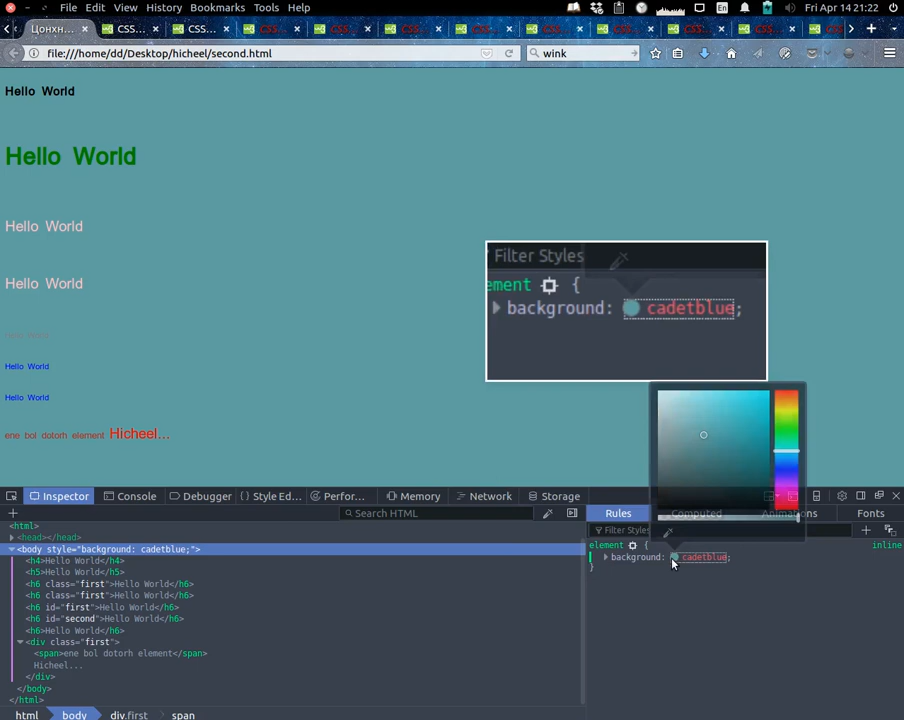 File Edit View History Bookmarks Tools Help En Fri Apr 14 21:22
Цонхн... CSS:... CSS:...
file:///home/dd/Desktop/hicheel/second.html wink
Hello World
Hello World
Hello World
Hello World
Hello World
Hello World
ene bol dotorh element Hicheel...
Filter Styles
ement {
background: cadetblue;
Inspector Console Debugger Style Ed... Perfor... Memory Network Storage
Search HTML
Rules Computed Animations Fonts
Filter Styles
<html>
<head></head>
<body style="background: cadetblue;">
<h4>Hello World</h4>
<h5>Hello World</h5>
<h6 class="first">Hello World</h6>
<h6 class="first">Hello World</h6>
<h6 id="first">Hello World</h6>
<h6 id="second">Hello World</h6>
<h6>Hello World</h6>
<div class="first">
<span>ene bol dotorh element</span>
Hicheel...
</div>
</body>
</html>
element { inline
background: cadetblue;
}
html body div.first span